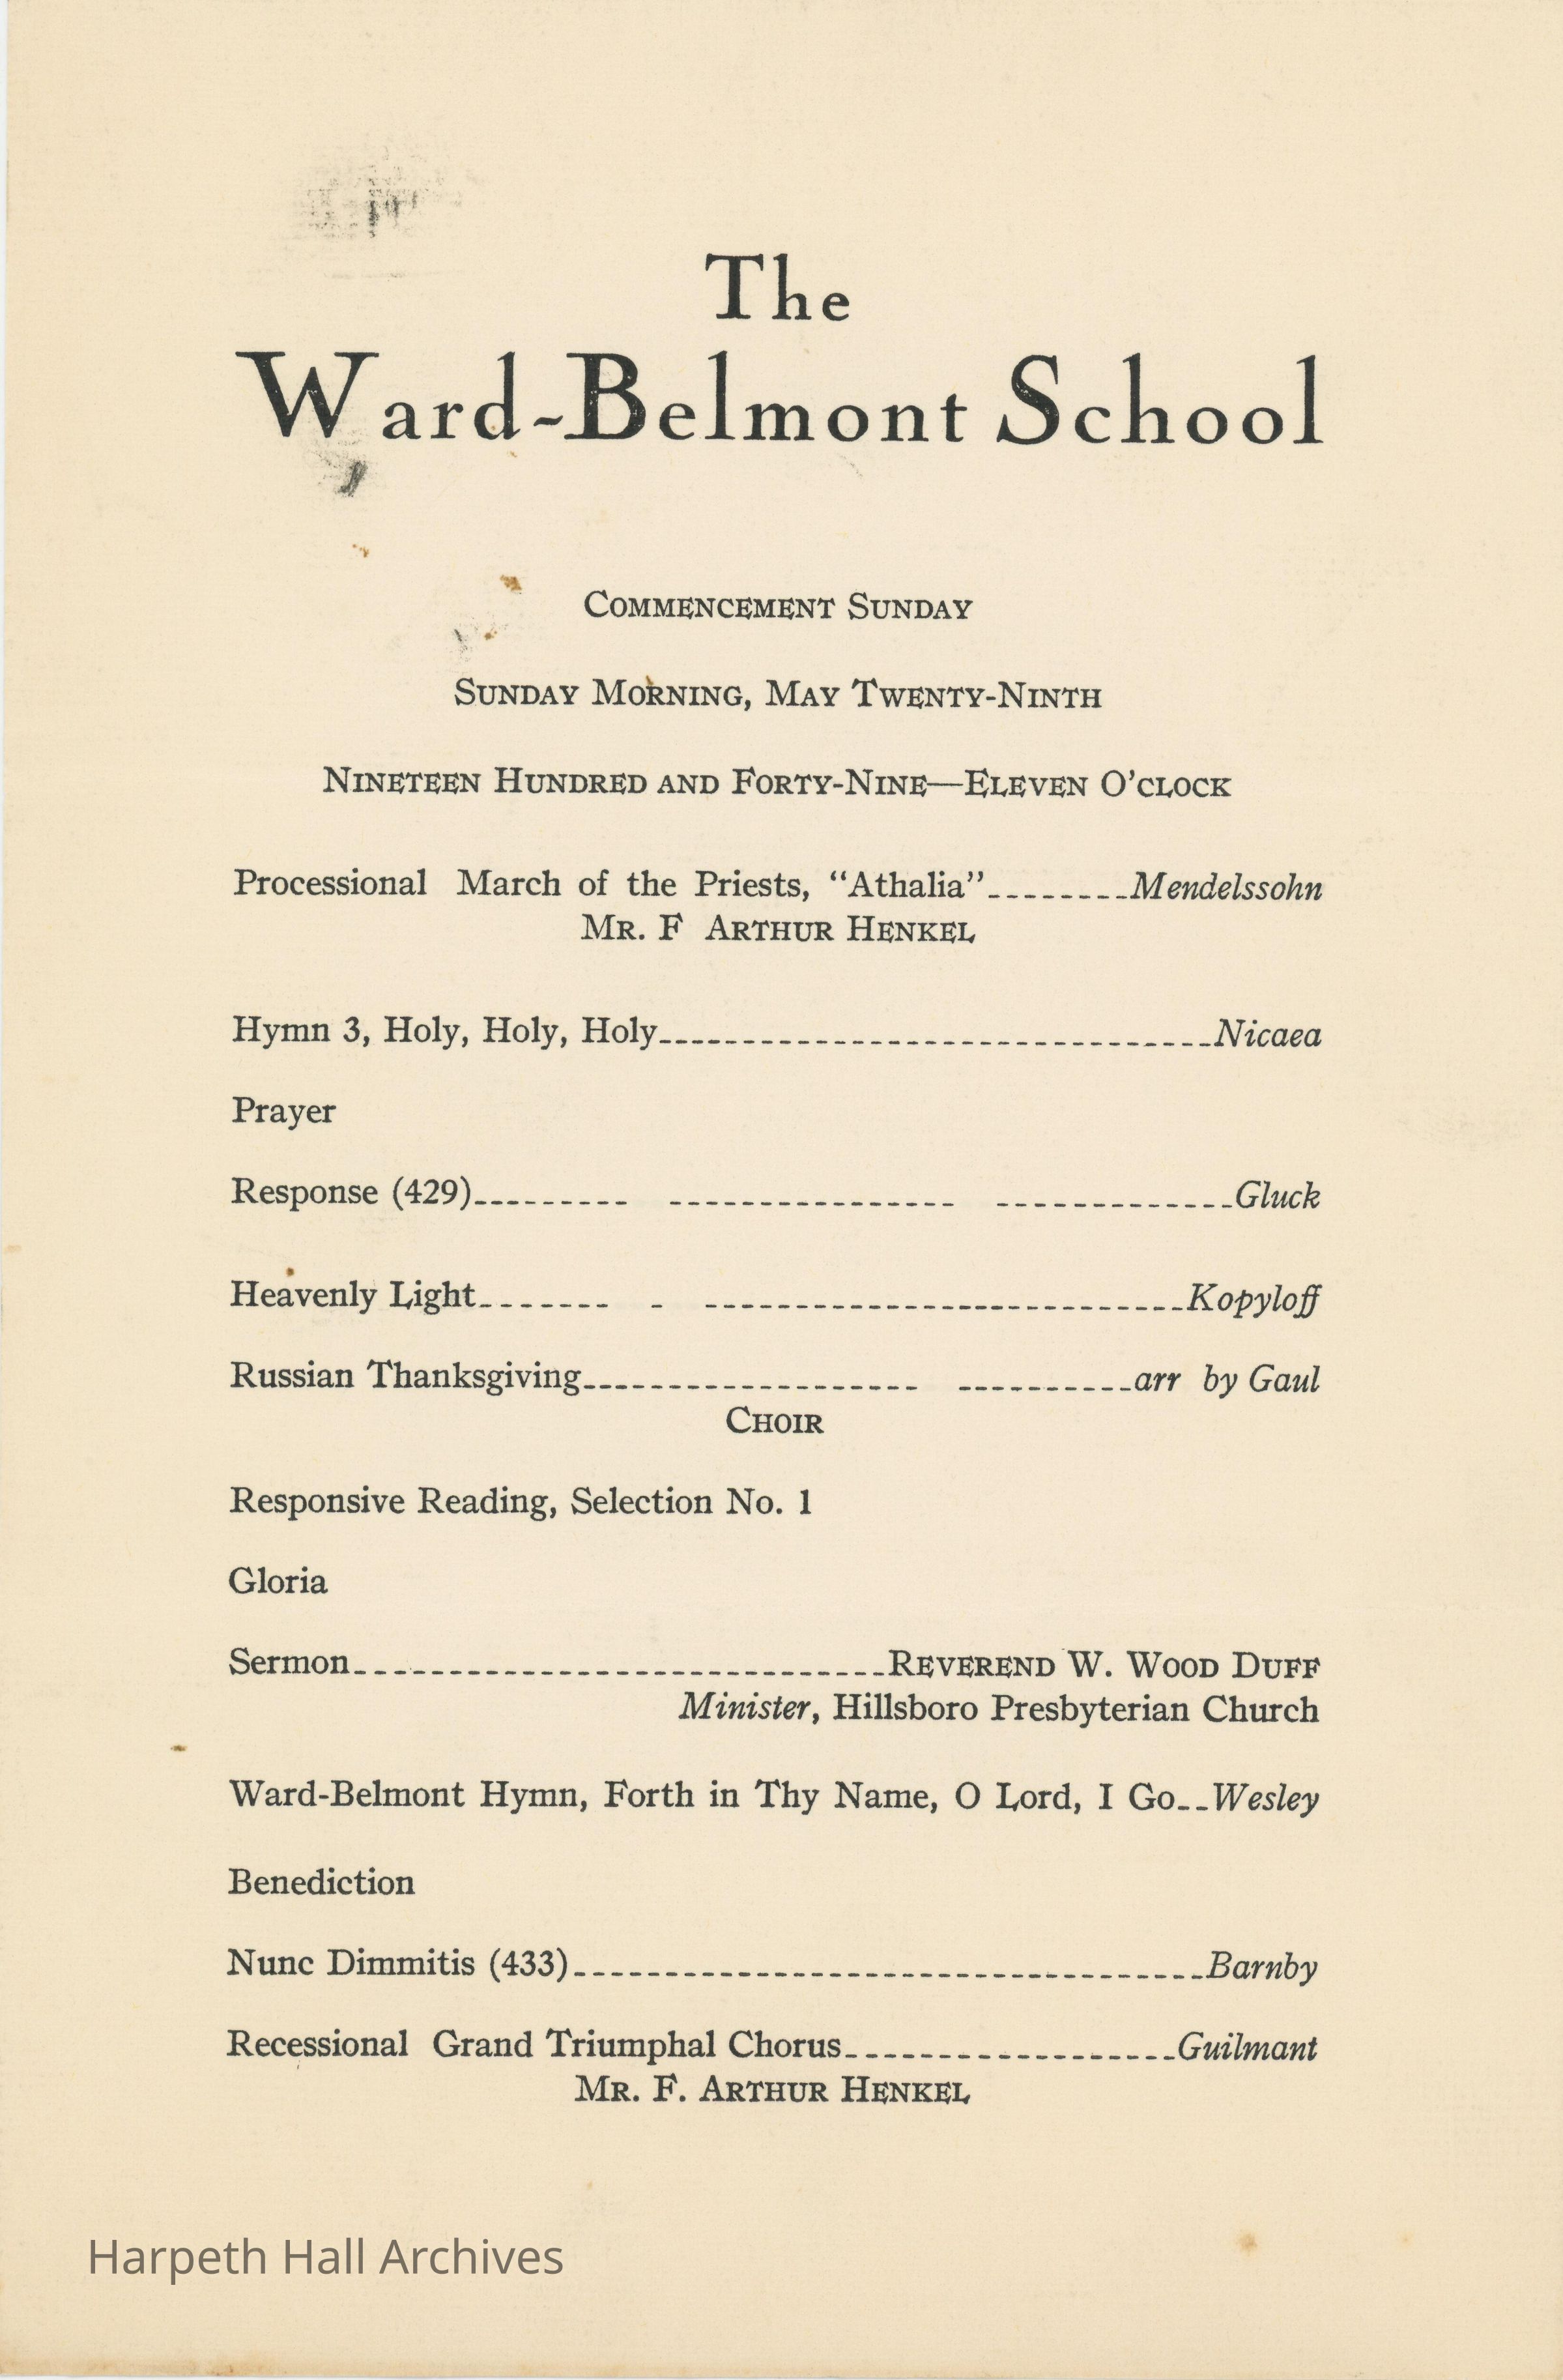 The
Ward-Belmont School
Commencement Sunday
Sunday Morning, May Twenty-Ninth
Nineteen Hundred and Forty-Nine—Eleven O'clock
Processional March of the Priests, "Athalia"--------Mendelssohn
Mr. F Arthur Henkel
Hymn 3, Holy, Holy, Holy----------------------------------Nicaea
Prayer
Response (429)--------- ----------------- --------------Gluck
Heavenly Light-------- - -----------------------------Kopyloff
Russian Thanksgiving-------------------- -----------arr by Gaul
Choir
Responsive Reading, Selection No. 1
Gloria
Sermon--------------------------------Reverend W. Wood Duff
Minister, Hillsboro Presbyterian Church
Ward-Belmont Hymn, Forth in Thy Name, O Lord, I Go--Wesley
Benediction
Nunc Dimmitis (433)---------------------------------------Barnby
Recessional Grand Triumphal Chorus--------------------Guilmant
Mr. F. Arthur Henkel
Harpeth Hall Archives